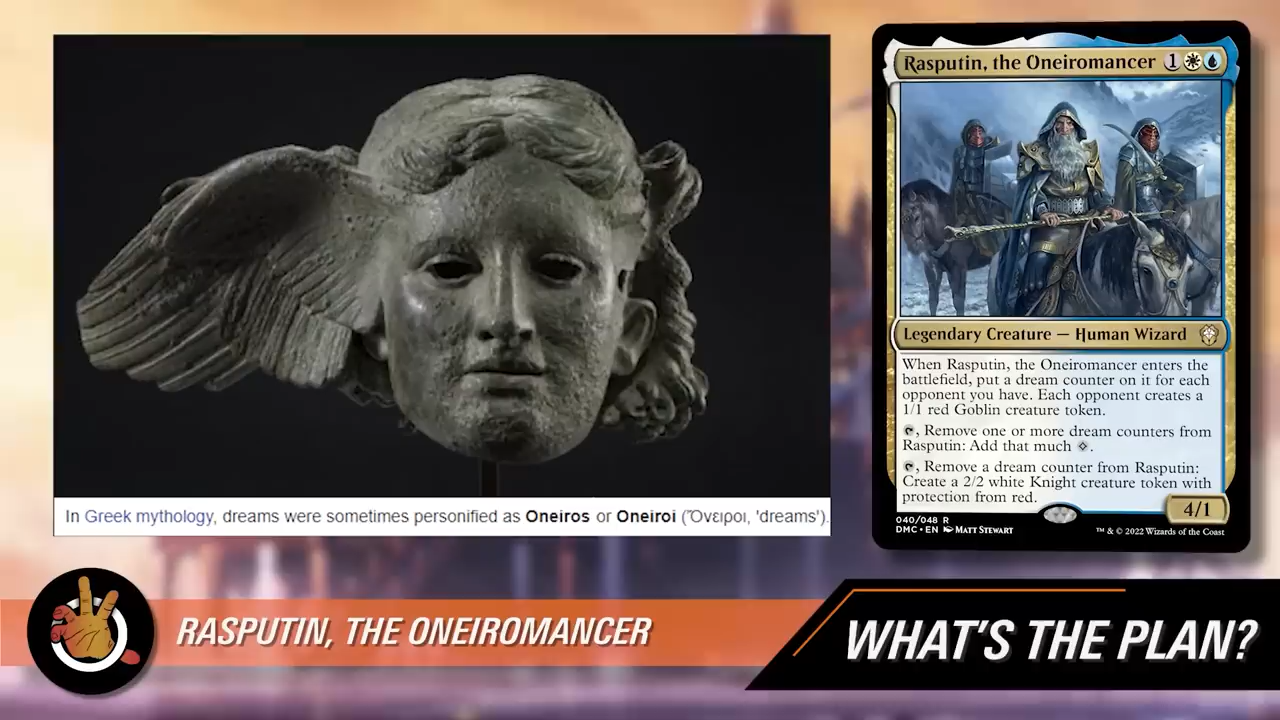 In Greek mythology, dreams were sometimes personified as Oneiros or Oneiroi (Ὄνειροι, 'dreams').
Rasputin, the Oneiromancer 1
Legendary Creature — Human Wizard
When Rasputin, the Oneiromancer enters the
battlefield, put a dream counter on it for each
opponent you have. Each opponent creates a
1/1 red Goblin creature token.
, Remove one or more dream counters from
Rasputin: Add that much .
, Remove a dream counter from Rasputin:
Create a 2/2 white Knight creature token with
protection from red.
4/1
040/048 R
DMC • EN MATT STEWART
™ & © 2022 Wizards of the Coast
RASPUTIN, THE ONEIROMANCER
WHAT'S THE PLAN?